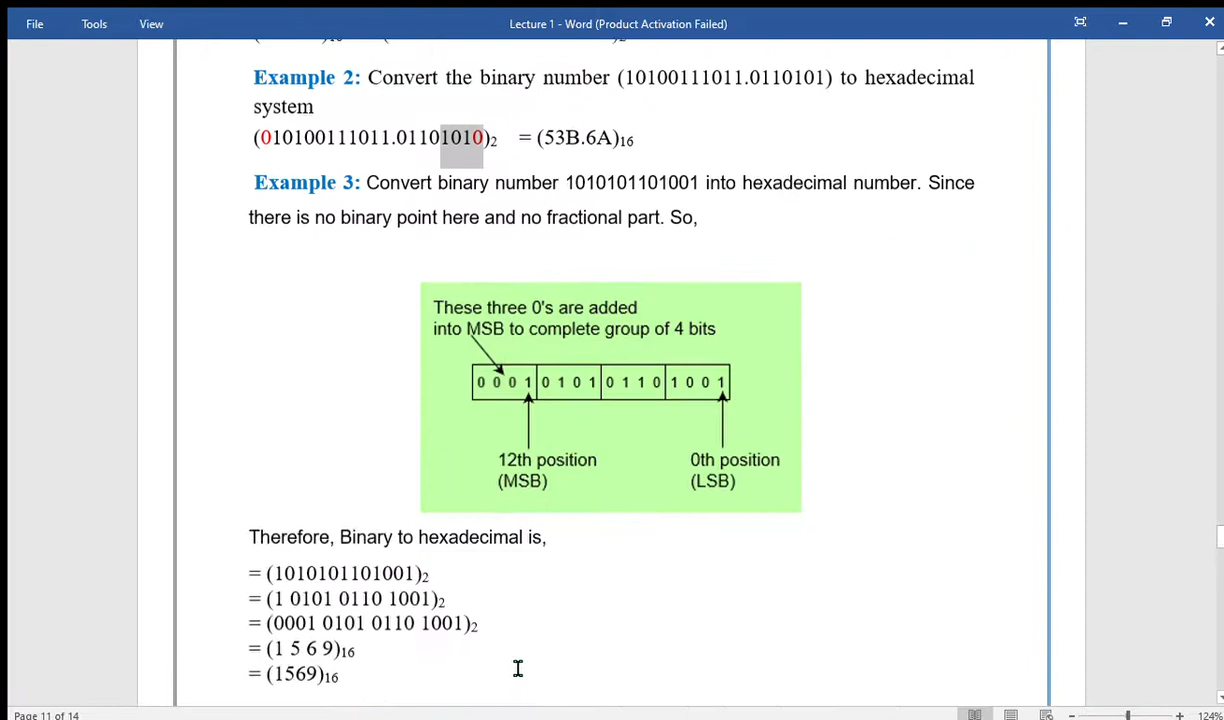 File Tools View Lecture 1 - Word (Product Activation Failed)
Example 2: Convert the binary number (10100111011.0110101) to hexadecimal
system
(010100111011.01101010)2 = (53B.6A)16
Example 3: Convert binary number 1010101101001 into hexadecimal number. Since
there is no binary point here and no fractional part. So,
These three 0's are added
into MSB to complete group of 4 bits
0 0 0 1 0 1 0 1 0 1 1 0 1 0 0 1
12th position 0th position
(MSB) (LSB)
Therefore, Binary to hexadecimal is,
= (1010101101001)2
= (1 0101 0110 1001)2
= (0001 0101 0110 1001)2
= (1 5 6 9)16
= (1569)16
Page 11 of 14 124%